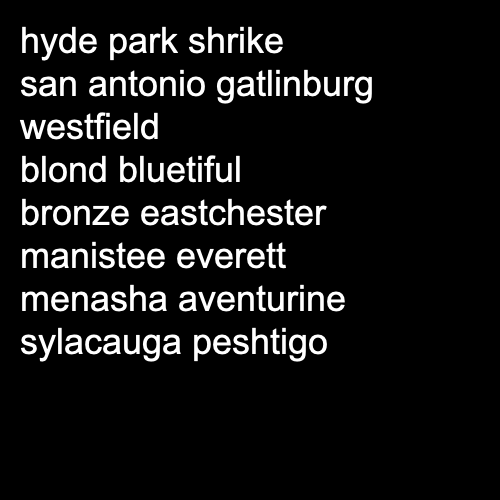 hyde park shrike
san antonio gatlinburg
westfield
blond bluetiful
bronze eastchester
manistee everett
menasha aventurine
sylacauga peshtigo